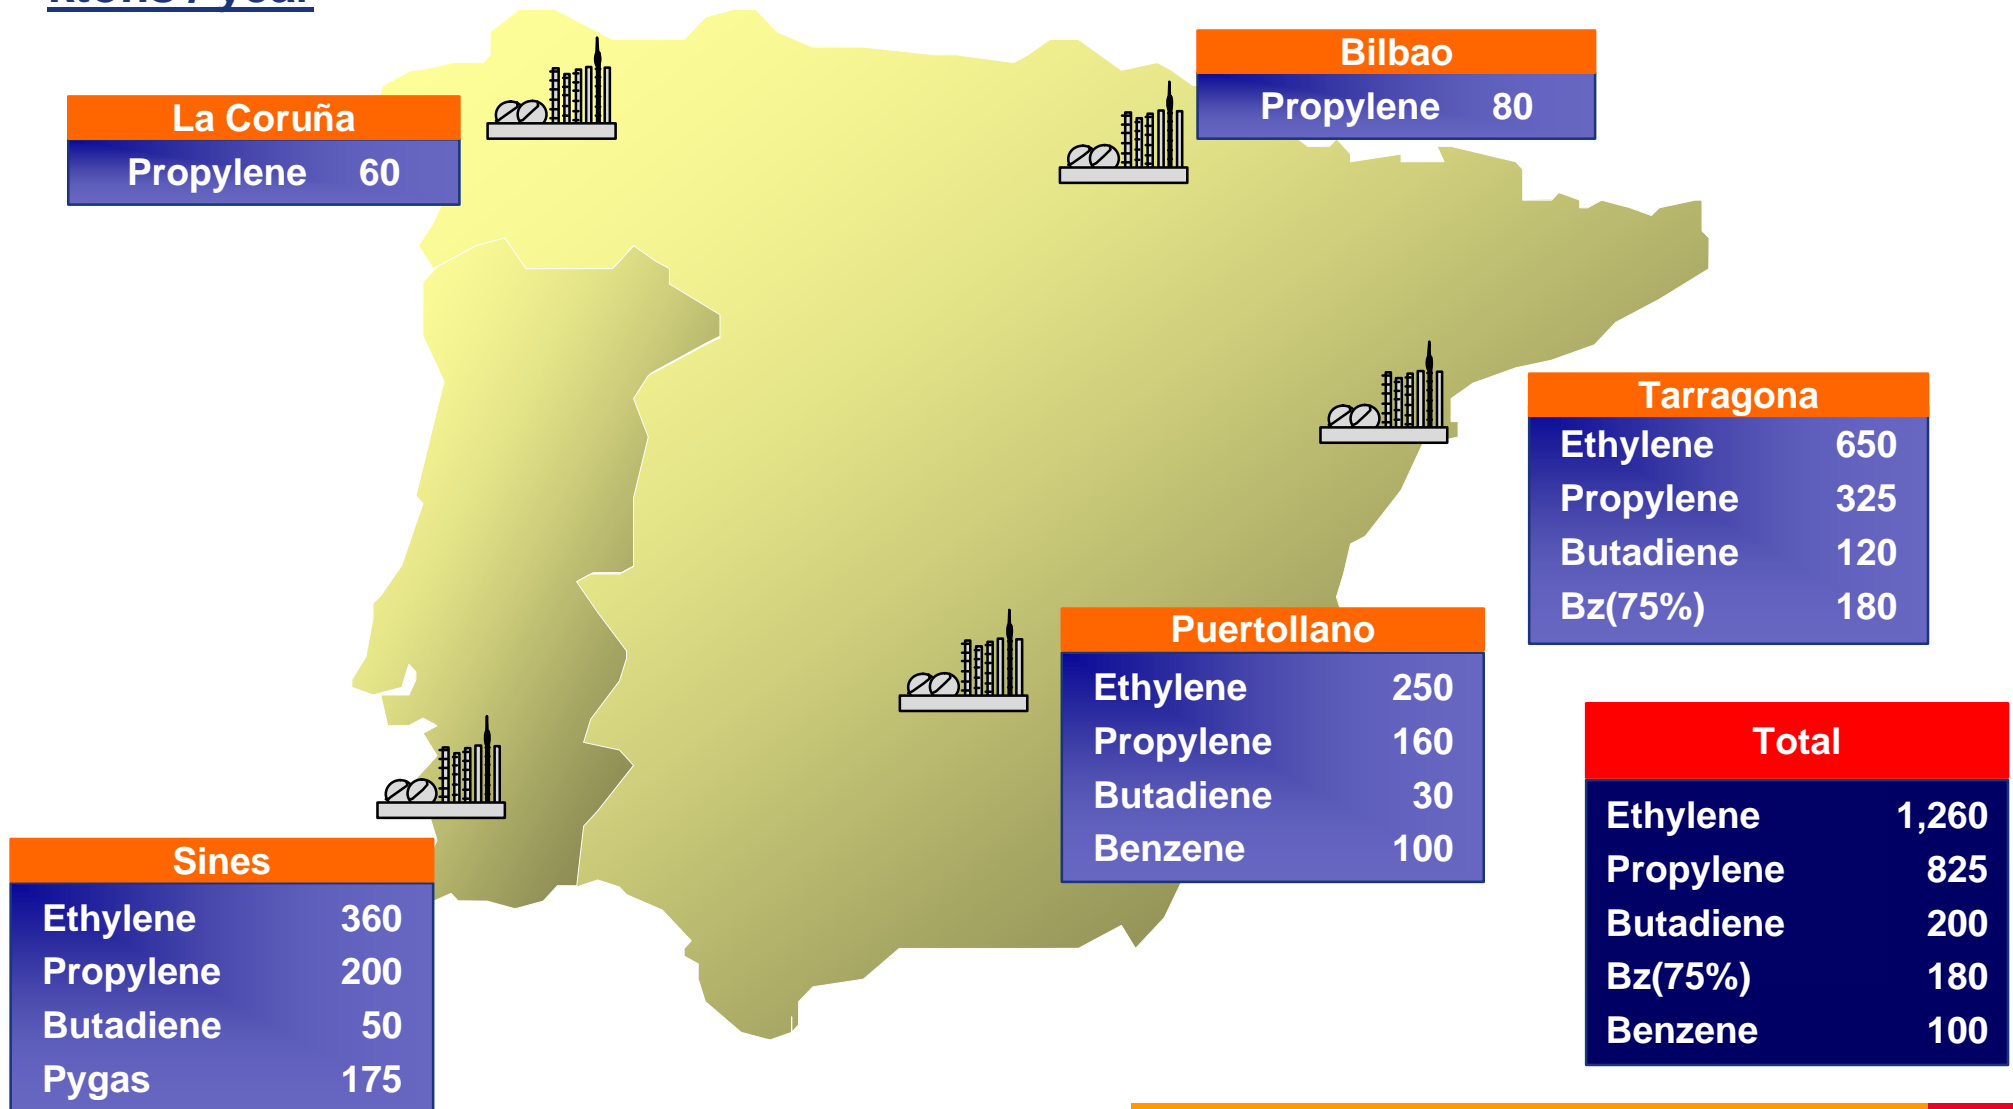 ktons / year
La Coruña
Propylene 60
Bilbao
Propylene 80
Tarragona
Ethylene 650
Propylene 325
Butadiene 120
Bz(75%) 180
Puertollano
Ethylene 250
Propylene 160
Butadiene 30
Benzene 100
Sines
Ethylene 360
Propylene 200
Butadiene 50
Pygas 175
Total
Ethylene 1,260
Propylene 825
Butadiene 200
Bz(75%) 180
Benzene 100